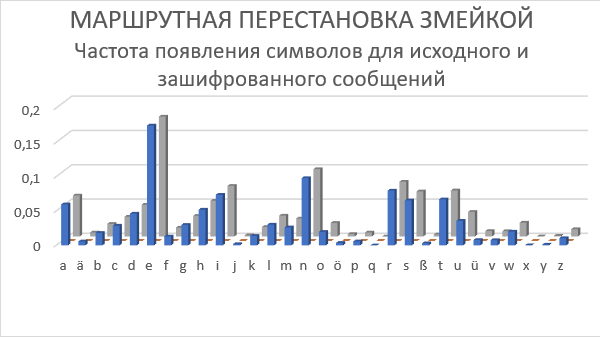 МАРШРУТНАЯ ПЕРЕСТАНОВКА ЗМЕЙКОЙ
Частота появления символов для исходного и
зашифрованного сообщений
0,2
0,15
0,1
0,05
0
a ä b c d e f g h i j k l m n o ö p q r s ß t u ü v w x y z